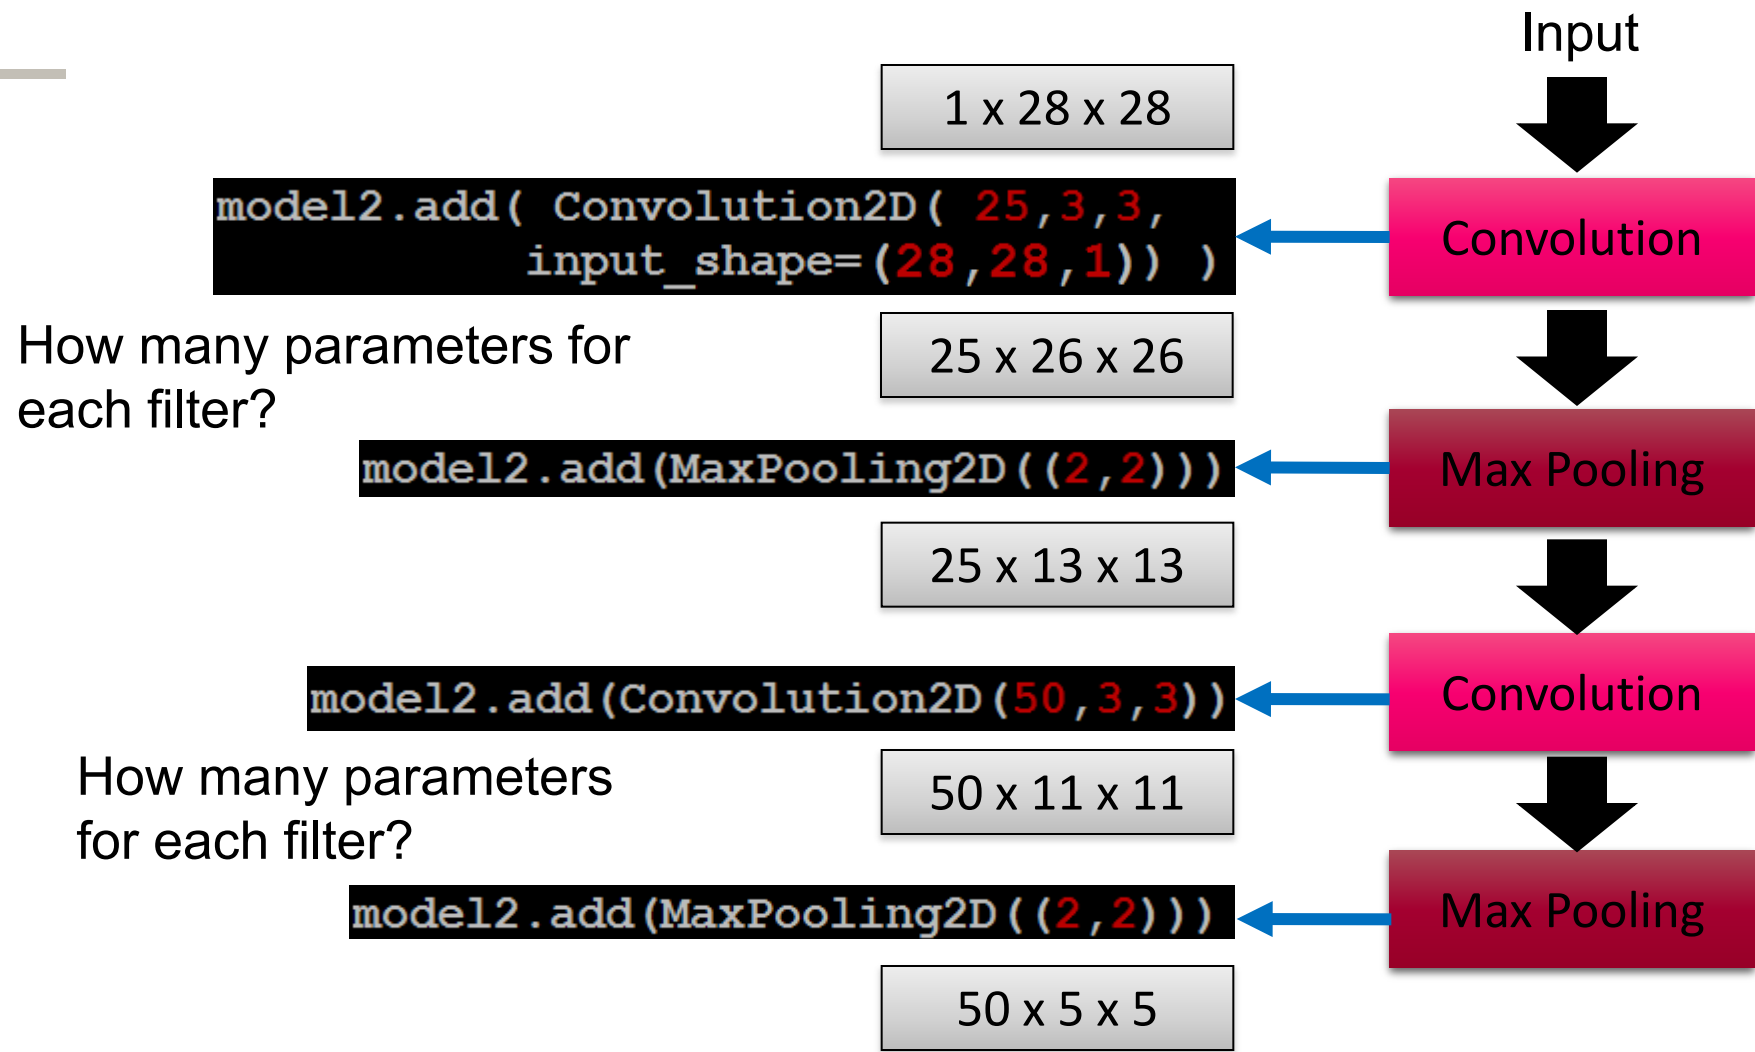 Input
1 x 28 x 28
model2.add( Convolution2D( 25,3,3,
input_shape=(28,28,1)) )
Convolution
How many parameters for
each filter?
25 x 26 x 26
model2.add(MaxPooling2D((2,2)))
Max Pooling
25 x 13 x 13
model2.add(Convolution2D(50,3,3))
Convolution
How many parameters
for each filter?
50 x 11 x 11
model2.add(MaxPooling2D((2,2)))
Max Pooling
50 x 5 x 5